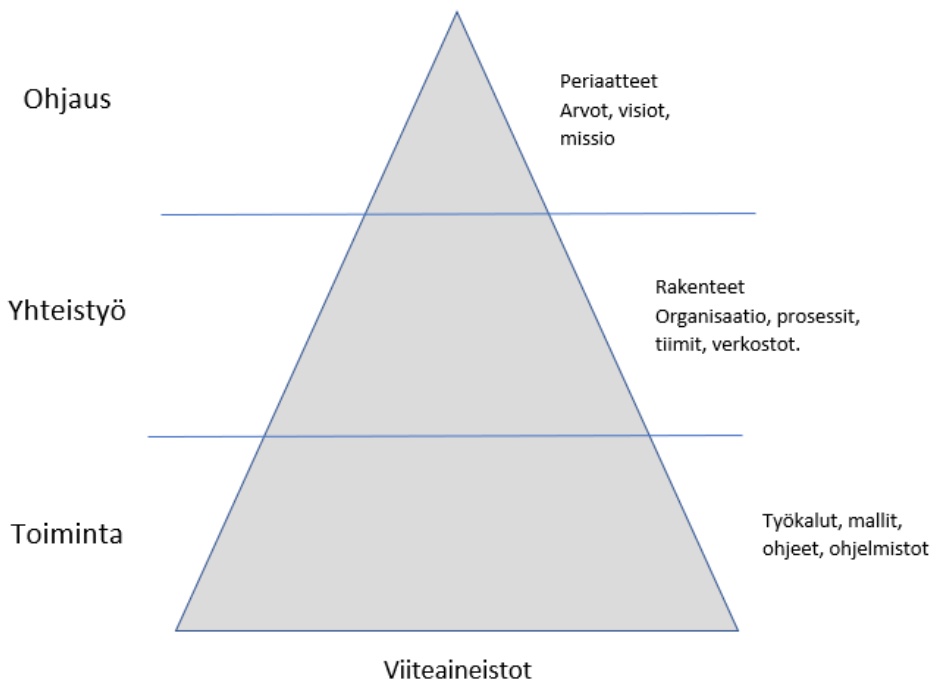 Ohjaus
Periaatteet
Arvot, visiot,
missio
Yhteistyö
Rakenteet
Organisaatio, prosessit,
tiimit, verkostot.
Toiminta
Työkalut, mallit,
ohjeet, ohjelmistot
Viiteaineistot